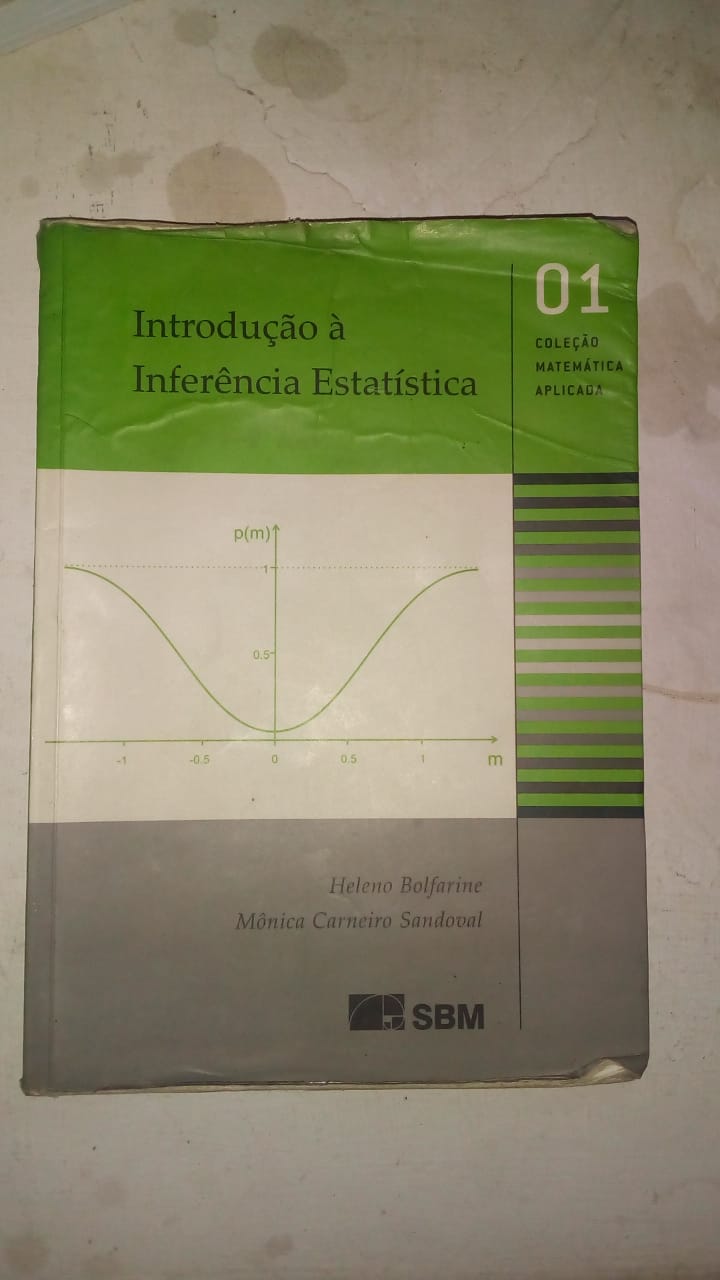 Introdução à
Inferência Estatística
01
COLEÇÃO
MATEMÁTICA
APLICADA
p(m)
1
0.5
-1
-0.5
0
0.5
1
m
Heleno Bolfarine
Mônica Carneiro Sandoval
SBM